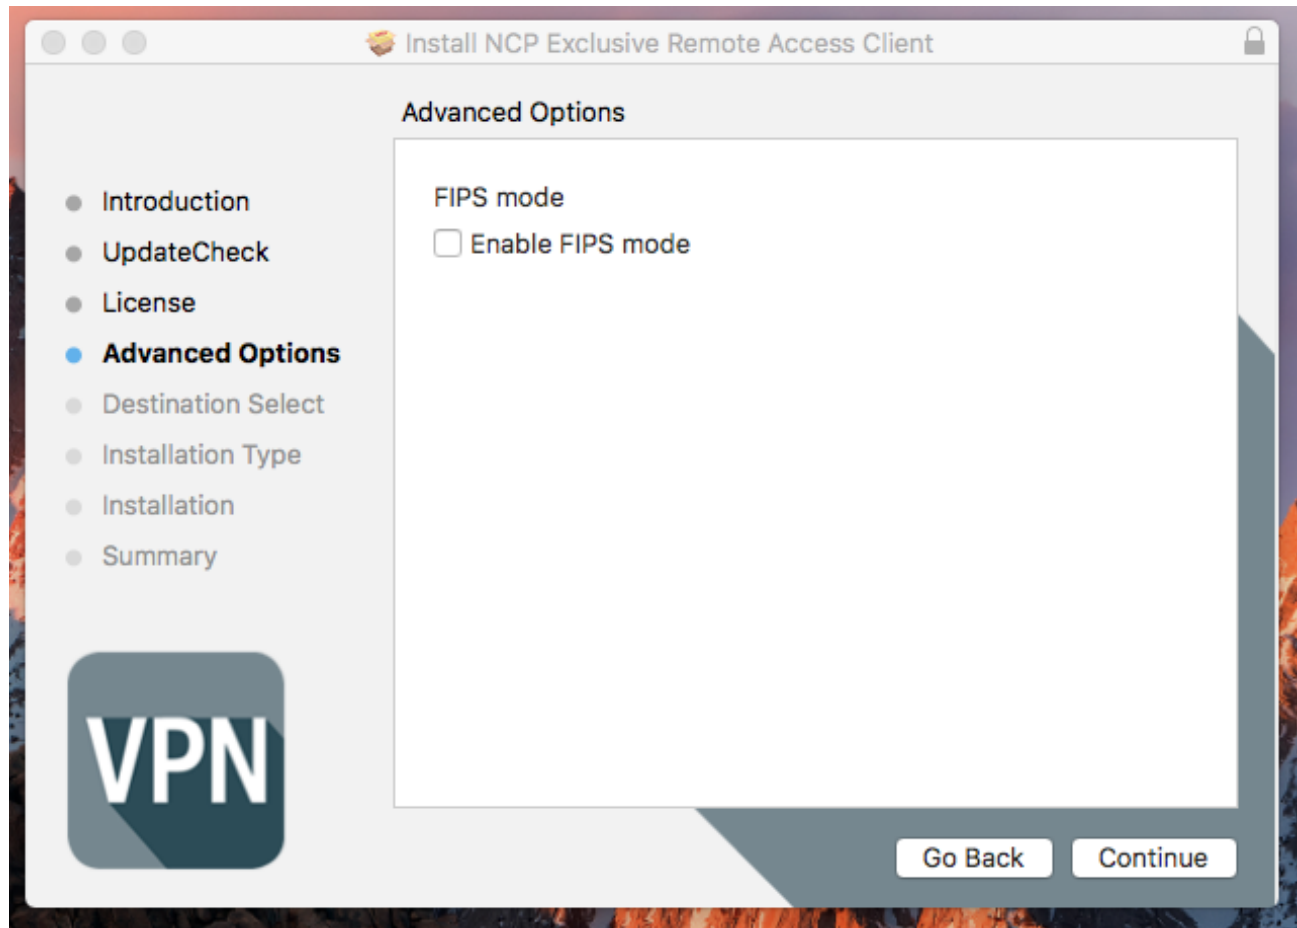 Install NCP Exclusive Remote Access Client
Advanced Options
Introduction
UpdateCheck
License
Advanced Options
Destination Select
Installation Type
Installation
Summary
FIPS mode
Enable FIPS mode
VPN
Go Back
Continue